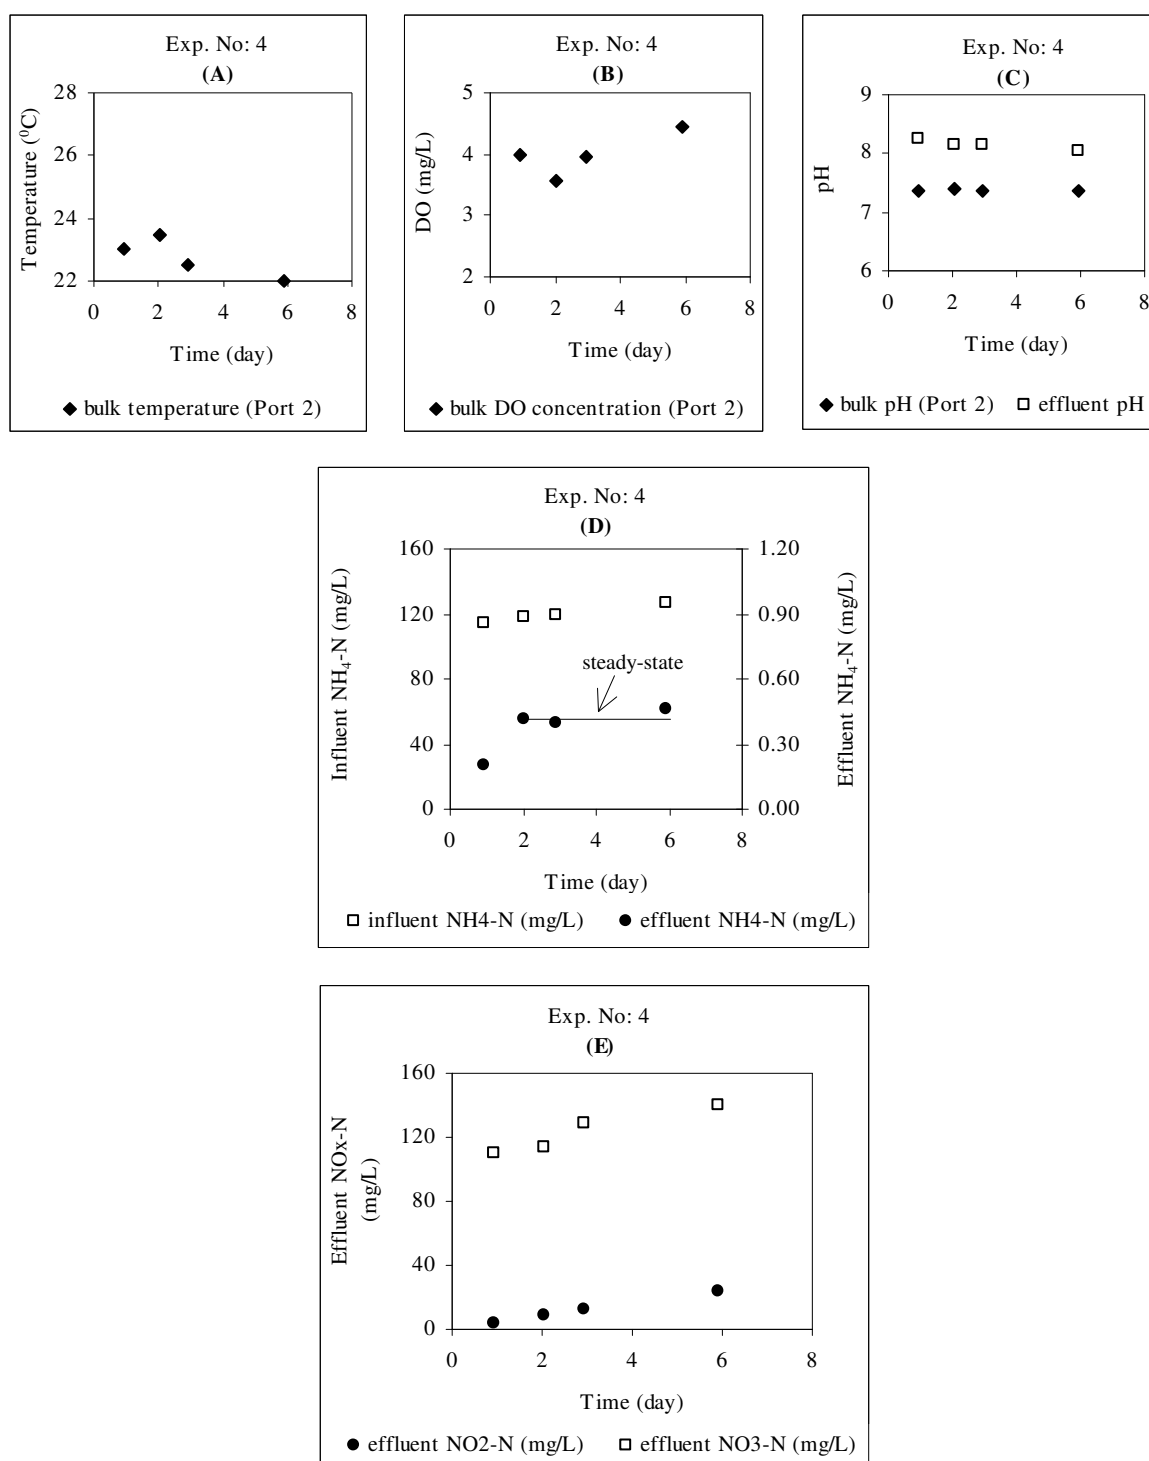 Exp. No: 4
(A)
28
26
24
22
0 2 4 6 8
Temperature (⁰C)
Time (day)
bulk temperature (Port 2)
Exp. No: 4
(B)
5
4
3
2
0 2 4 6 8
DO (mg/L)
Time (day)
bulk DO concentration (Port 2)
Exp. No: 4
(C)
9
8
7
6
0 2 4 6 8
pH
Time (day)
bulk pH (Port 2) effluent pH
Exp. No: 4
(D)
160 1.20
120 0.90
80 0.60
40 0.30
0 0.00
steady-state
0 2 4 6 8
Influent NH₄-N (mg/L)
Effluent NH₄-N (mg/L)
Time (day)
influent NH4-N (mg/L) effluent NH4-N (mg/L)
Exp. No: 4
(E)
160
120
80
40
0
0 2 4 6 8
Effluent NOx-N
(mg/L)
Time (day)
effluent NO2-N (mg/L) effluent NO3-N (mg/L)